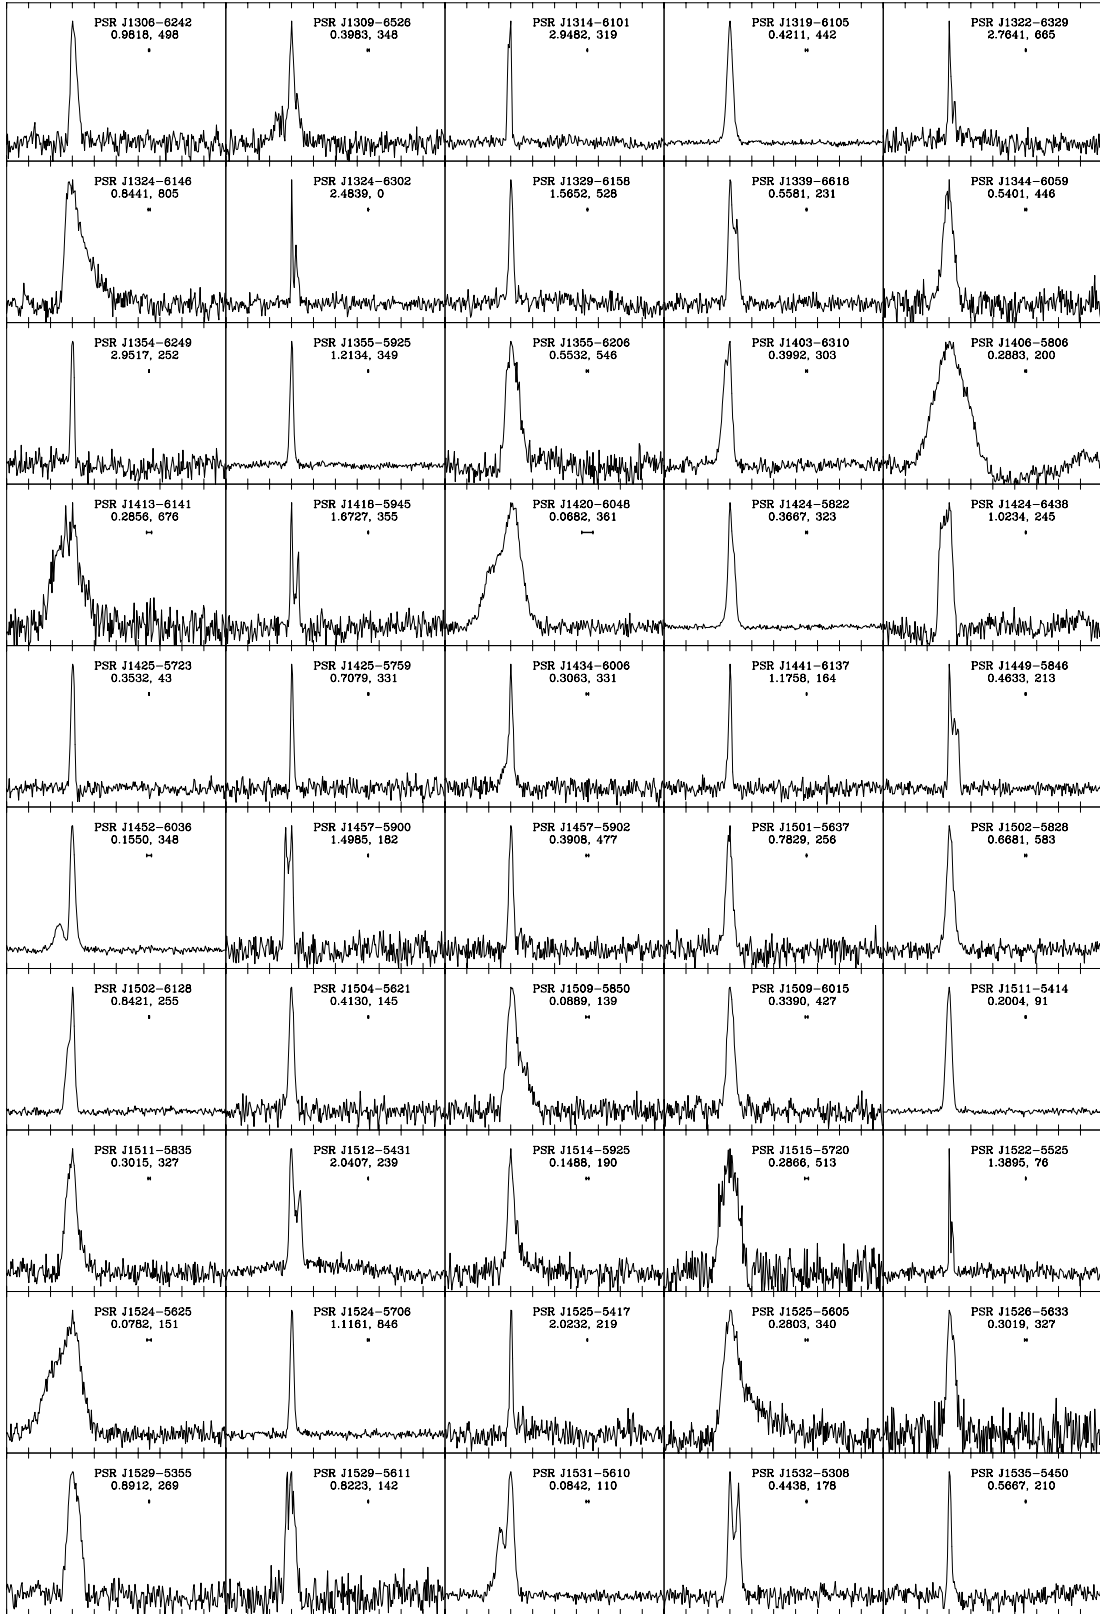 PSR J1306−6242
0.9818, 498
PSR J1309−6526
0.3983, 348
PSR J1314−6101
2.9482, 319
PSR J1319−6105
0.4211, 442
PSR J1322−6329
2.7641, 665
PSR J1324−6146
0.8441, 805
PSR J1324−6302
2.4839, 0
PSR J1329−6158
1.5652, 528
PSR J1339−6618
0.5581, 231
PSR J1344−6059
0.5401, 446
PSR J1354−6249
2.9517, 252
PSR J1355−5925
1.2134, 349
PSR J1355−6206
0.5532, 546
PSR J1403−6310
0.3992, 303
PSR J1406−5806
0.2883, 200
PSR J1413−6141
0.2856, 676
PSR J1418−5945
1.6727, 355
PSR J1420−6048
0.0682, 361
PSR J1424−5822
0.3667, 323
PSR J1424−6438
1.0234, 245
PSR J1425−5723
0.3532, 43
PSR J1425−5759
0.7079, 331
PSR J1434−6006
0.3063, 331
PSR J1441−6137
1.1758, 164
PSR J1449−5846
0.4633, 213
PSR J1452−6036
0.1550, 348
PSR J1457−5900
1.4985, 182
PSR J1457−5902
0.3908, 477
PSR J1501−5637
0.7829, 256
PSR J1502−5828
0.6681, 583
PSR J1502−6128
0.8421, 255
PSR J1504−5621
0.4130, 145
PSR J1509−5850
0.0889, 139
PSR J1509−6015
0.3390, 427
PSR J1511−5414
0.2004, 91
PSR J1511−5835
0.3015, 327
PSR J1512−5431
2.0407, 239
PSR J1514−5925
0.1488, 190
PSR J1515−5720
0.2866, 513
PSR J1522−5525
1.3895, 76
PSR J1524−5625
0.0782, 151
PSR J1524−5706
1.1161, 846
PSR J1525−5417
2.0232, 219
PSR J1525−5605
0.2803, 340
PSR J1526−5633
0.3019, 327
PSR J1529−5355
0.8912, 269
PSR J1529−5611
0.8223, 142
PSR J1531−5610
0.0842, 110
PSR J1532−5308
0.4438, 178
PSR J1535−5450
0.5667, 210